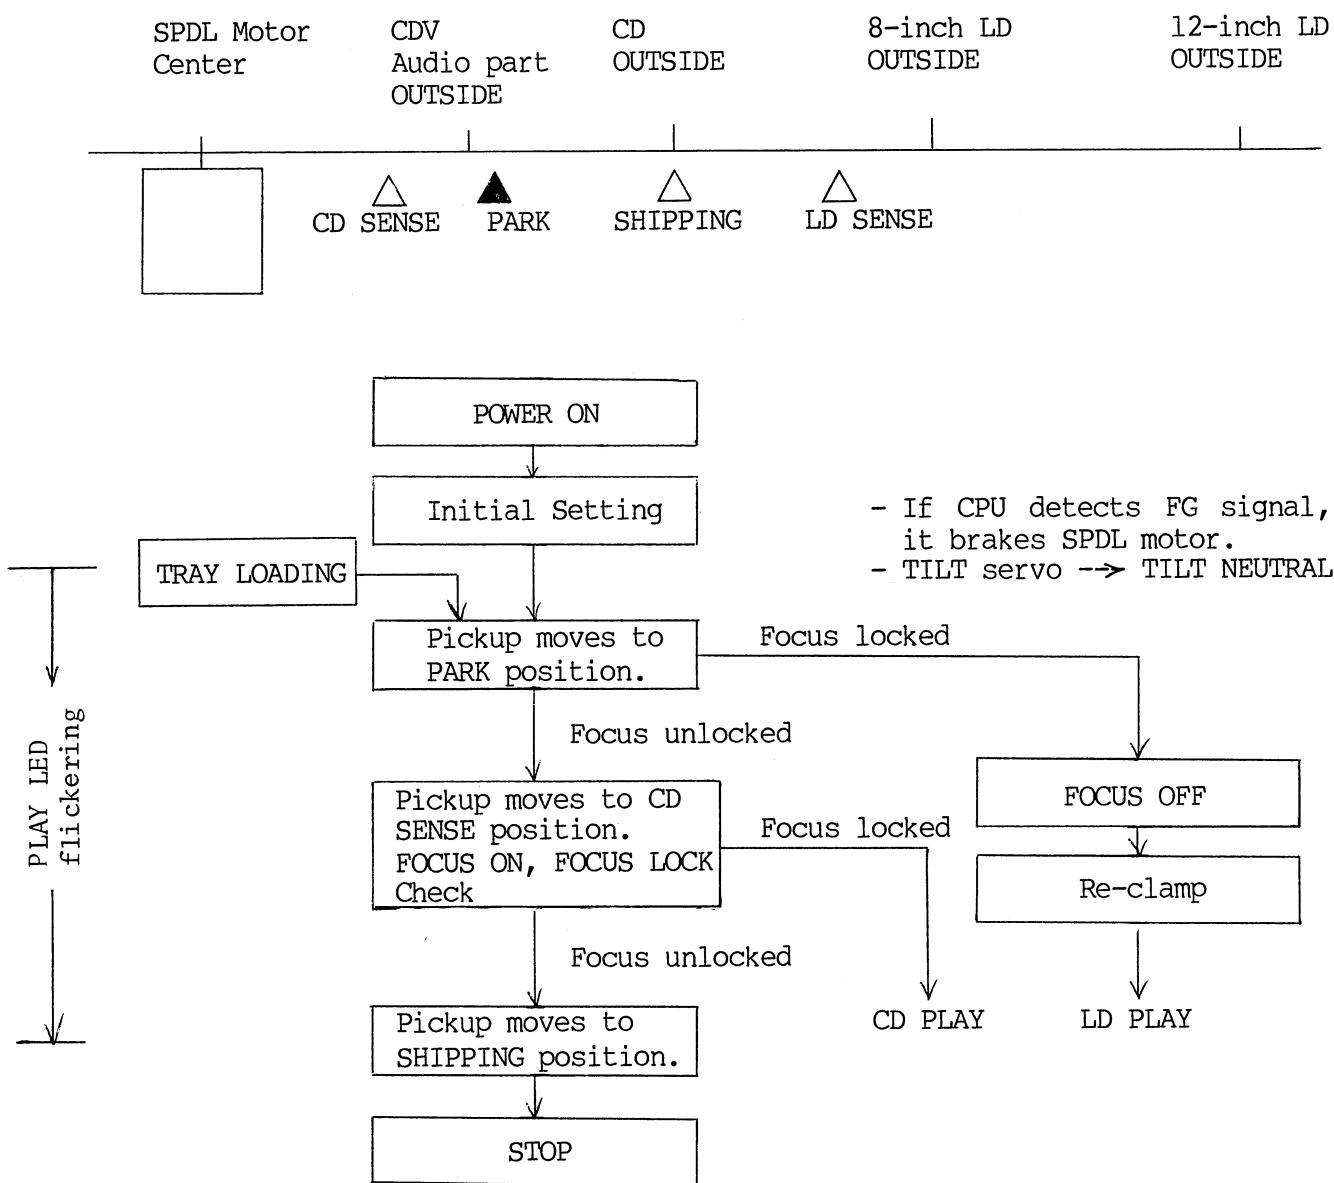 SPDL Motor
Center
CDV
Audio part
OUTSIDE
CD
OUTSIDE
8-inch LD
OUTSIDE
12-inch LD
OUTSIDE
CD SENSE
PARK
SHIPPING
LD SENSE
POWER ON
Initial Setting
- If CPU detects FG signal,
it brakes SPDL motor.
- TILT servo --> TILT NEUTRAL
TRAY LOADING
Pickup moves to
PARK position.
Focus locked
Focus unlocked
PLAY LED
flickering
Pickup moves to CD
SENSE position.
FOCUS ON, FOCUS LOCK
Check
Focus locked
FOCUS OFF
Re-clamp
Focus unlocked
CD PLAY
LD PLAY
Pickup moves to
SHIPPING position.
STOP